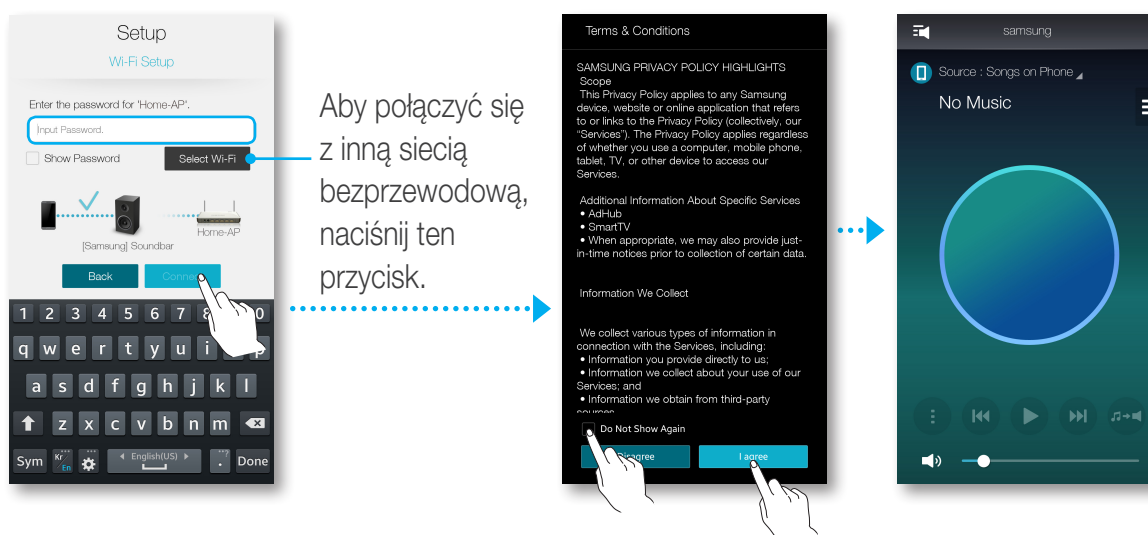 Setup
Wi-Fi Setup
Enter the password for 'Home-AP'.
Input Password.
Show Password
Select Wi-Fi
Home-AP
[Samsung] Soundbar
Back
1 2 3 4 5 6 7
q w e r t y u i
a s d f g h j k l
z x c v b n m
Sym
Kr
En
English(US)
Done
Aby połączyć się
z inną siecią
bezprzewodową,
naciśnij ten
przycisk.
Terms & Conditions
SAMSUNG PRIVACY POLICY HIGHLIGHTS
Scope
This Privacy Policy applies to any Samsung
device, website or online application that refers
to or links to the Privacy Policy (collectively, our
“Services”). The Privacy Policy applies regardless
of whether you use a computer, mobile phone,
tablet, TV, or other device to access our
Services.
Additional Information About Specific Services
• AdHub
• SmartTV
• When appropriate, we may also provide just-
in-time notices prior to collection of certain data.
Information We Collect
We collect various types of information in
connection with the Services, including:
• Information you provide directly to us;
• Information we collect about your use of our
Services; and
• Information we obtain from third-party
Do Not Show Again
I agree
samsung
Source : Songs on Phone
No Music